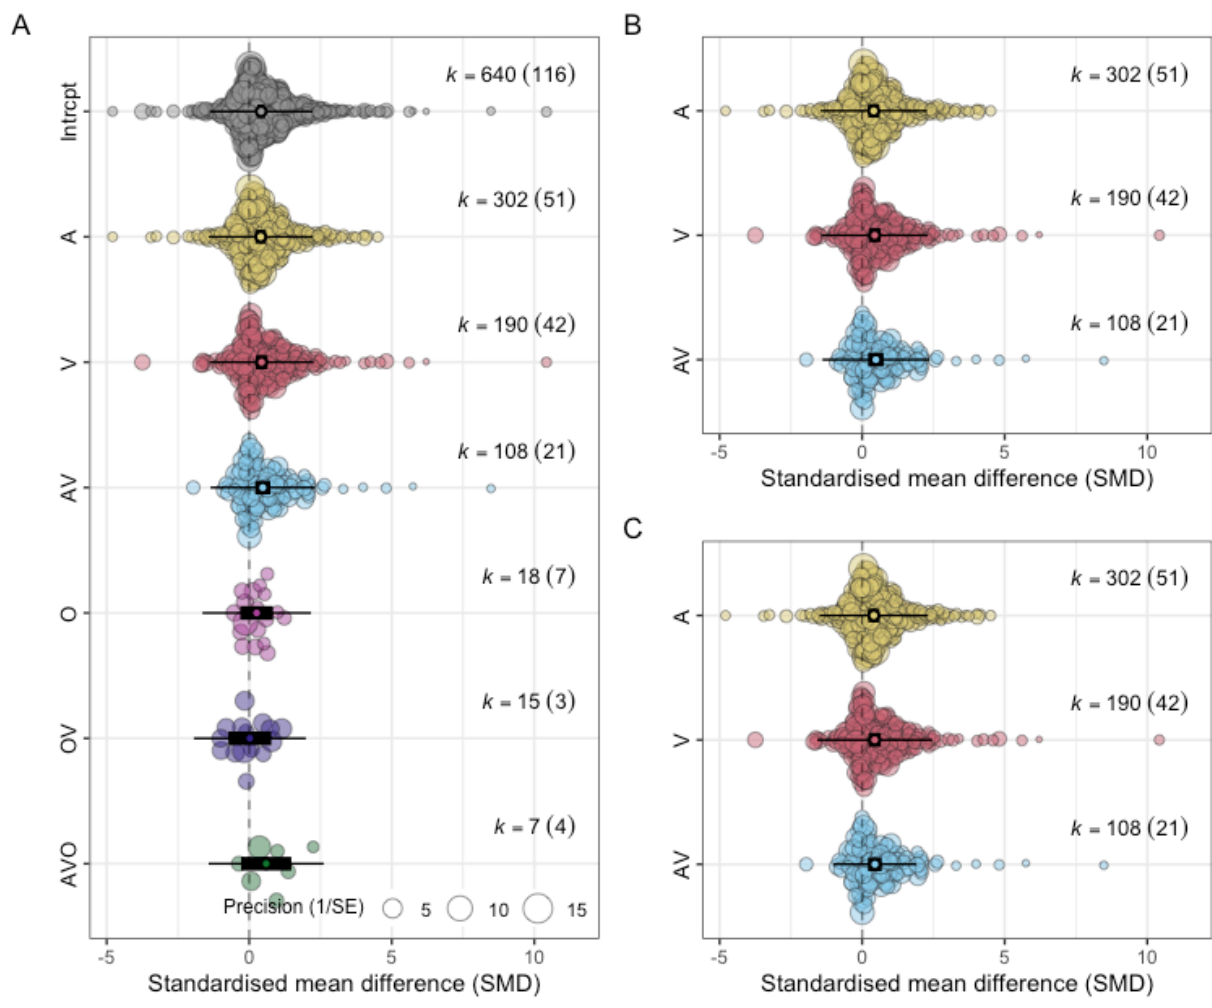 A
Intrcpt
k = 640 (116)
A
k = 302 (51)
V
k = 190 (42)
AV
k = 108 (21)
O
k = 18 (7)
OV
k = 15 (3)
AVO
k = 7 (4)
Precision (1/SE) 5 10 15
-5 0 5 10
Standardised mean difference (SMD)
B
A
k = 302 (51)
V
k = 190 (42)
AV
k = 108 (21)
-5 0 5 10
Standardised mean difference (SMD)
C
A
k = 302 (51)
V
k = 190 (42)
AV
k = 108 (21)
-5 0 5 10
Standardised mean difference (SMD)